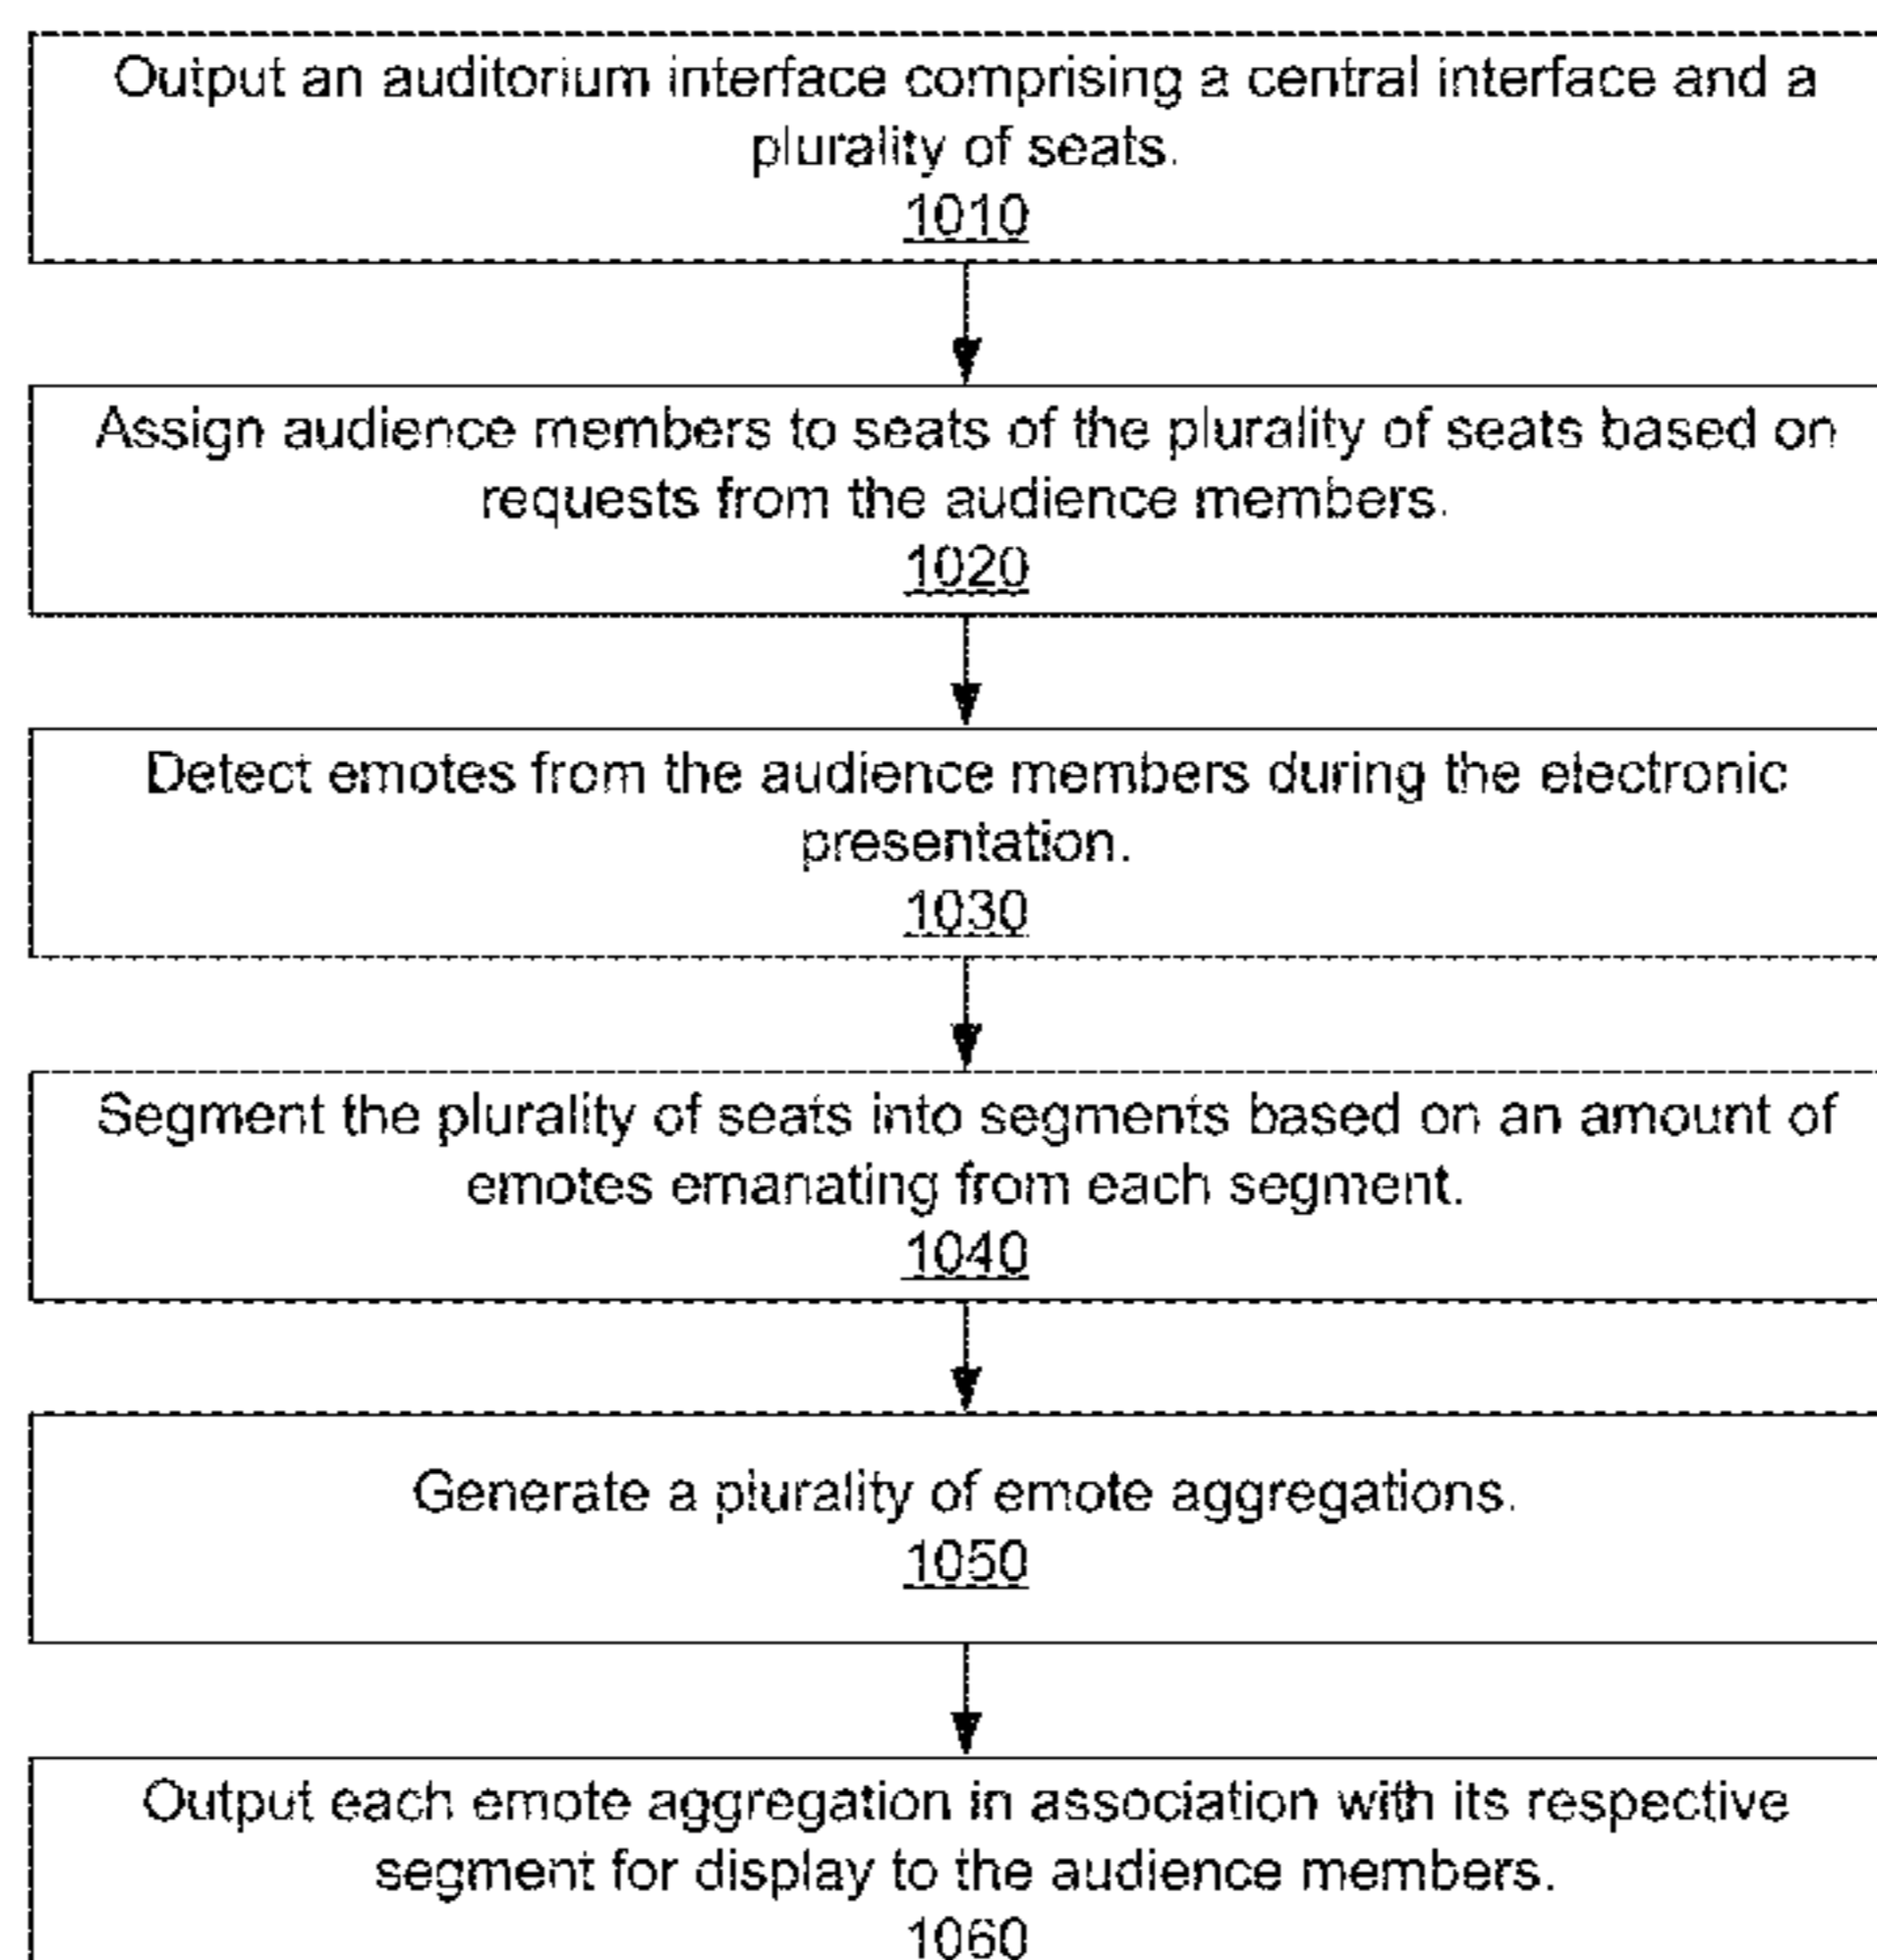 Output an auditorium interface comprising a central interface and a
plurality of seats.
1010
Assign audience members to seats of the plurality of seats based on
requests from the audience members.
1020
Detect emotes from the audience members during the electronic
presentation.
1030
Segment the plurality of seats into segments based on an amount of
emotes emanating from each segment.
1040
Generate a plurality of emote aggregations.
1050
Output each emote aggregation in association with its respective
segment for display to the audience members.
1060